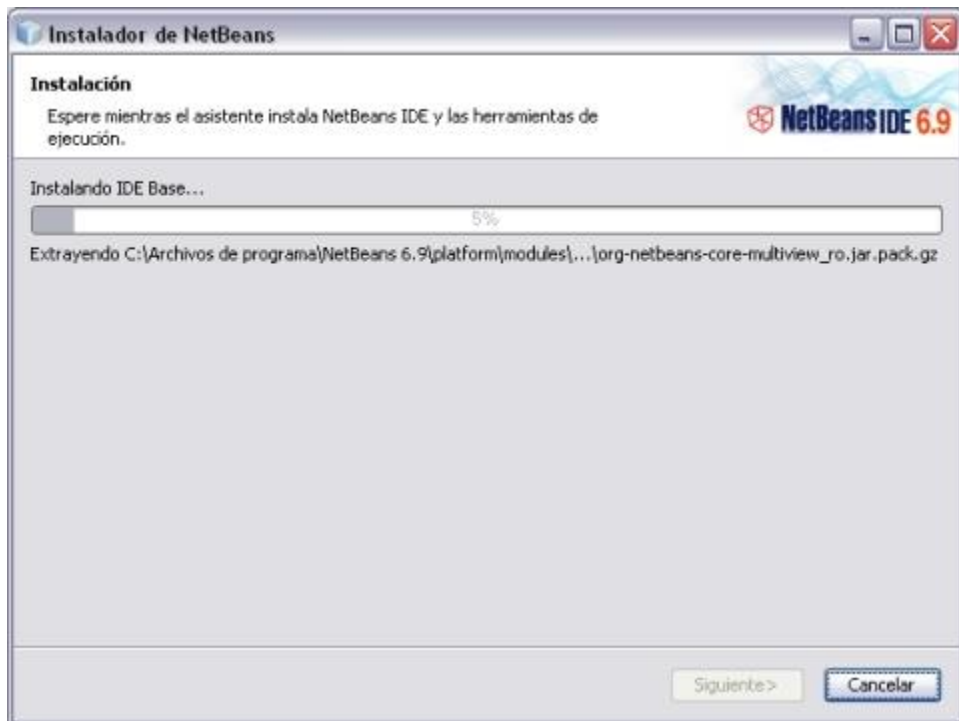 Instalador de NetBeans
Instalación
Espere mientras el asistente instala NetBeans IDE y las herramientas de
ejecución.
NetBeans IDE 6.9
Instalando IDE Base...
5%
Extrayendo C:\Archivos de programa\NetBeans 6.9\platform\modules\...\org-netbeans-core-multiview_ro.jar.pack.gz
Siguiente >
Cancelar